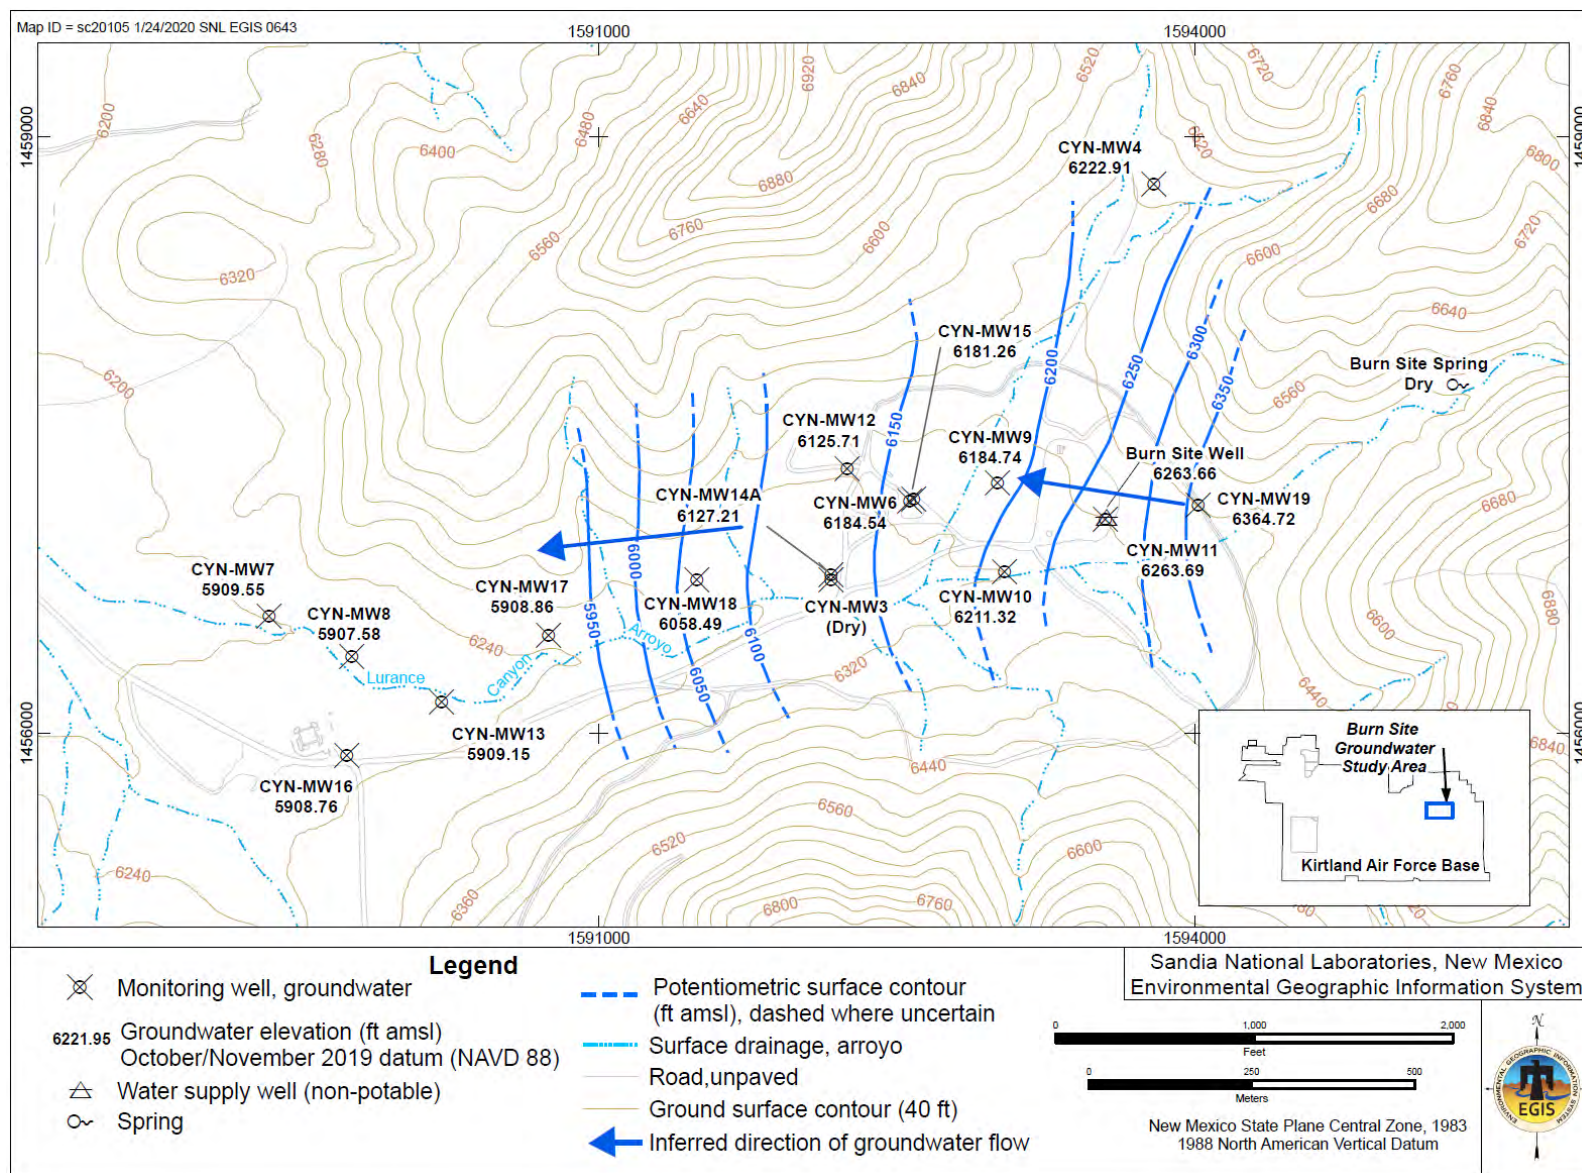 Map ID = sc20105 1/24/2020 SNL EGIS 0643
1591000
1594000
1459000
1459000
1456000
1456000
1591000
1594000
6200
6280
6400
6480
6640
6920
6840
6520
6720
6760
6840
6800
6520
6880
6760
6600
6560
6320
6680
6720
6600
6640
6560
6200
6680
6240
6320
6440
6600
6880
6840
6440
6560
6520
6600
6760
6800
6360
6240
CYN-MW4
6222.91
CYN-MW15
6181.26
Burn Site Spring
Dry
CYN-MW12
6125.71
CYN-MW9
6184.74
Burn Site Well
6263.66
CYN-MW14A
6127.21
CYN-MW6
6184.54
CYN-MW19
6364.72
CYN-MW11
6263.69
CYN-MW7
5909.55
CYN-MW17
5908.86
CYN-MW18
6058.49
CYN-MW3
(Dry)
CYN-MW10
6211.32
CYN-MW8
5907.58
CYN-MW13
5909.15
CYN-MW16
5908.76
5950
6000
6050
6100
6150
6200
6250
6300
6350
Lurance
Canyon
Arroyo
Burn Site
Groundwater
Study Area
Kirtland Air Force Base
Legend
Monitoring well, groundwater
6221.95 Groundwater elevation (ft amsl)
October/November 2019 datum (NAVD 88)
Water supply well (non-potable)
Spring
Potentiometric surface contour
(ft amsl), dashed where uncertain
Surface drainage, arroyo
Road,unpaved
Ground surface contour (40 ft)
Inferred direction of groundwater flow
Sandia National Laboratories, New Mexico
Environmental Geographic Information System
0 1,000 2,000
Feet
0 250 500
Meters
New Mexico State Plane Central Zone, 1983
1988 North American Vertical Datum
N
ENVIRONMENTAL GEOGRAPHIC INFORMATION SYSTEM
EGIS